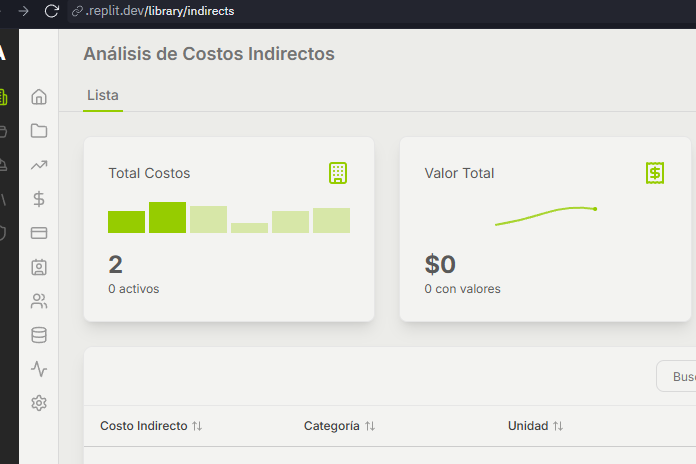 .replit.dev/library/indirects
Análisis de Costos Indirectos
Lista
Total Costos
2
0 activos
Valor Total
$0
0 con valores
Costo Indirecto
Categoría
Unidad